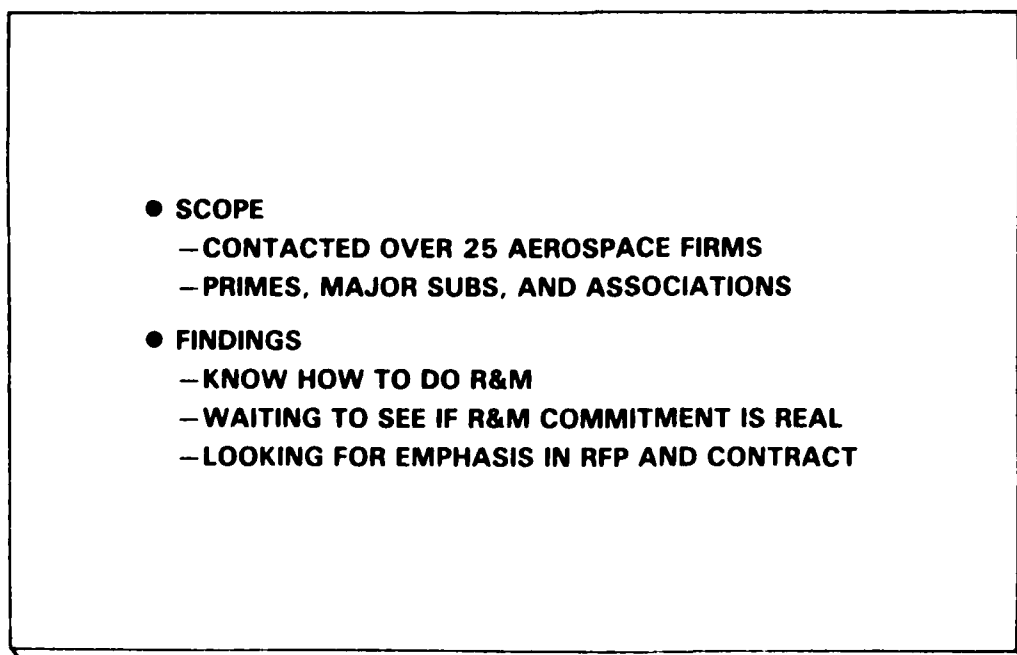 ● SCOPE
—CONTACTED OVER 25 AEROSPACE FIRMS
—PRIMES, MAJOR SUBS, AND ASSOCIATIONS
● FINDINGS
—KNOW HOW TO DO R&M
—WAITING TO SEE IF R&M COMMITMENT IS REAL
—LOOKING FOR EMPHASIS IN RFP AND CONTRACT